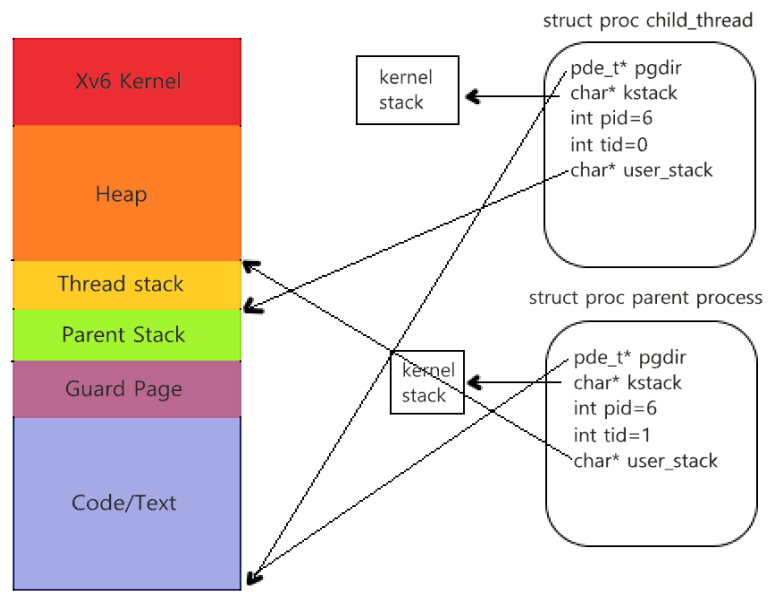 Xv6 Kernel
Heap
Thread stack
Parent Stack
Guard Page
Code/Text
struct proc child_thread
kernel
stack
pde_t* pgdir
char* kstack
int pid=6
int tid=0
char* user_stack
struct proc parent process
kernel
stack
pde_t* pgdir
char* kstack
int pid=6
int tid=1
char* user_stack